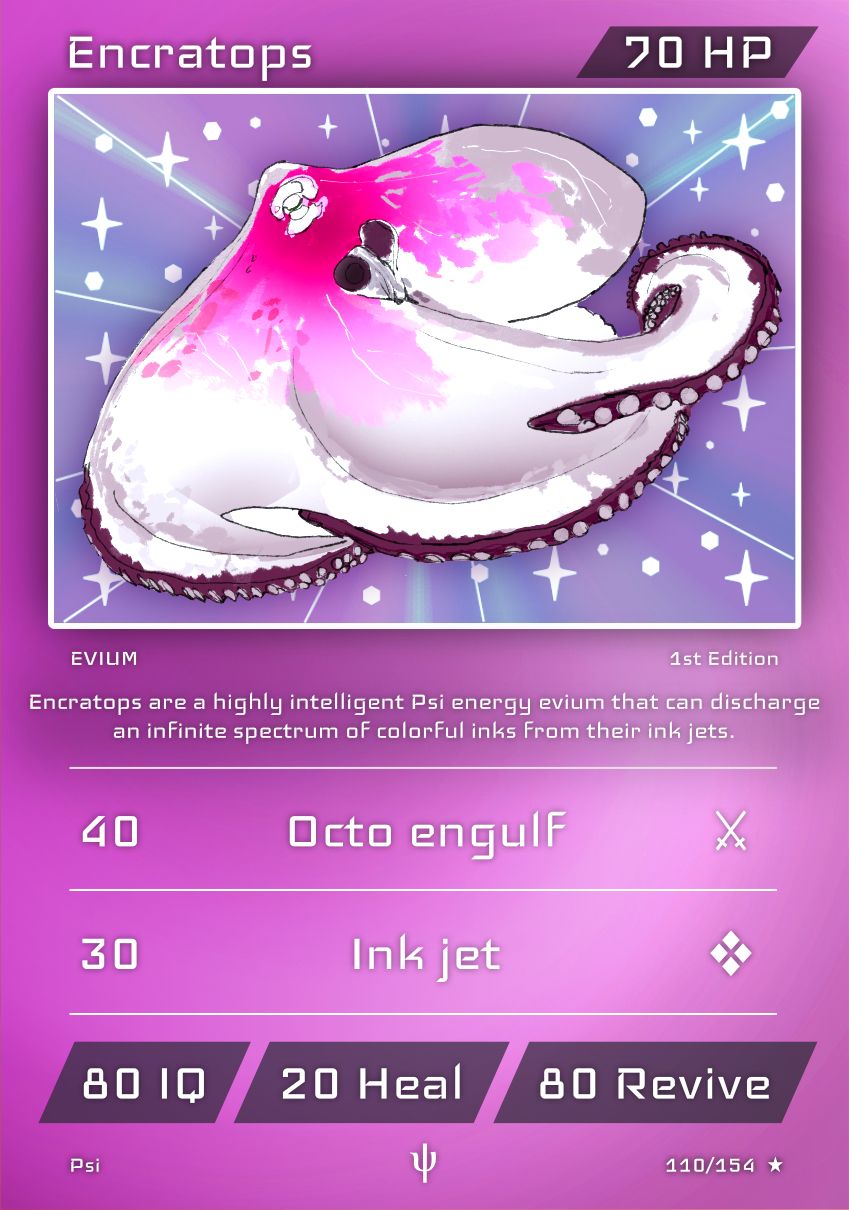 Encratops
70 HP
EVIUM
1st Edition
Encratops are a highly intelligent Psi energy evium that can discharge
an infinite spectrum of colorful inks from their ink jets.
40 Octo engulf
30 Ink jet
80 IQ
20 Heal
80 Revive
Psi
ψ
110/154 ★